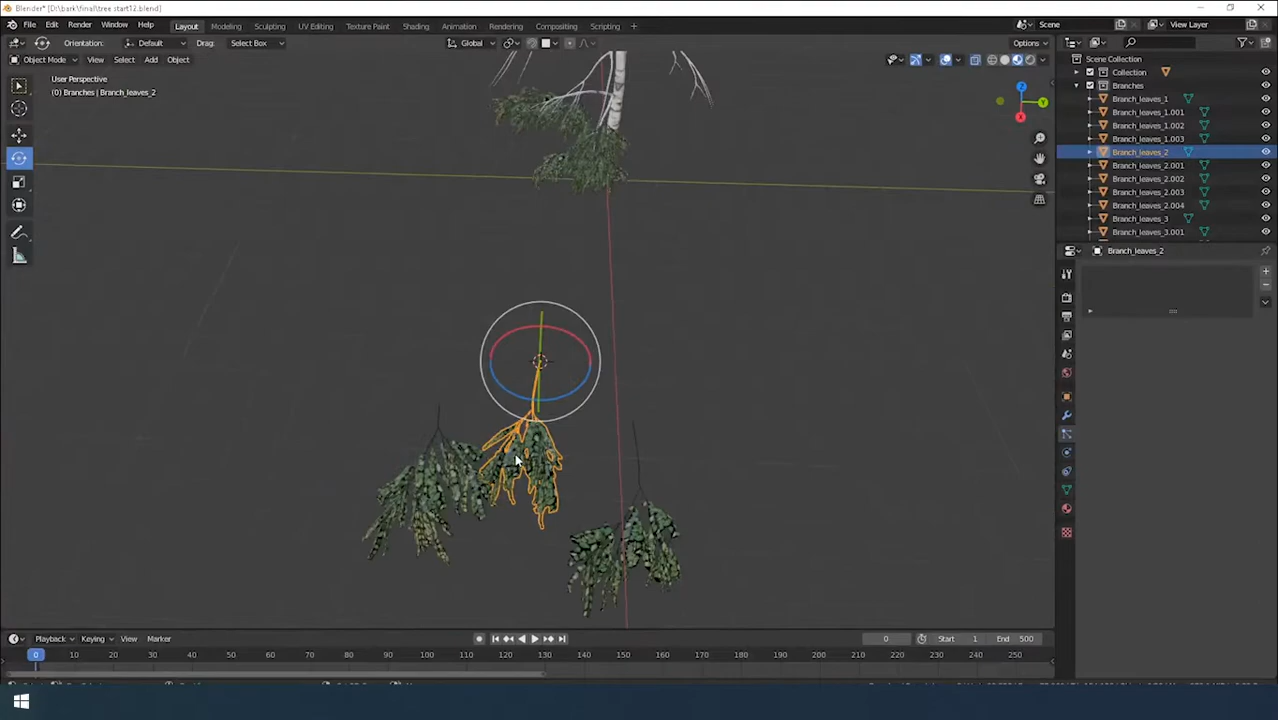 Blender* [D:\bark\final\tree start12.blend]
File Edit Render Window Help Layout Modeling Sculpting UV Editing Texture Paint Shading Animation Rendering Compositing Scripting + Scene View Layer
Orientation: Default Drag: Select Box Global Options
Object Mode View Select Add Object
User Perspective
(0) Branches | Branch_leaves_2
Z
Y
X
Scene Collection
Collection
Branches
Branch_leaves_1
Branch_leaves_1.001
Branch_leaves_1.002
Branch_leaves_1.003
Branch_leaves_2
Branch_leaves_2.001
Branch_leaves_2.002
Branch_leaves_2.003
Branch_leaves_2.004
Branch_leaves_3
Branch_leaves_3.001
Branch_leaves_2
Playback Keying View Marker 0 Start 1 End 500
0 10 20 30 40 50 60 70 80 90 100 110 120 130 140 150 160 170 180 190 200 210 220 230 240 250